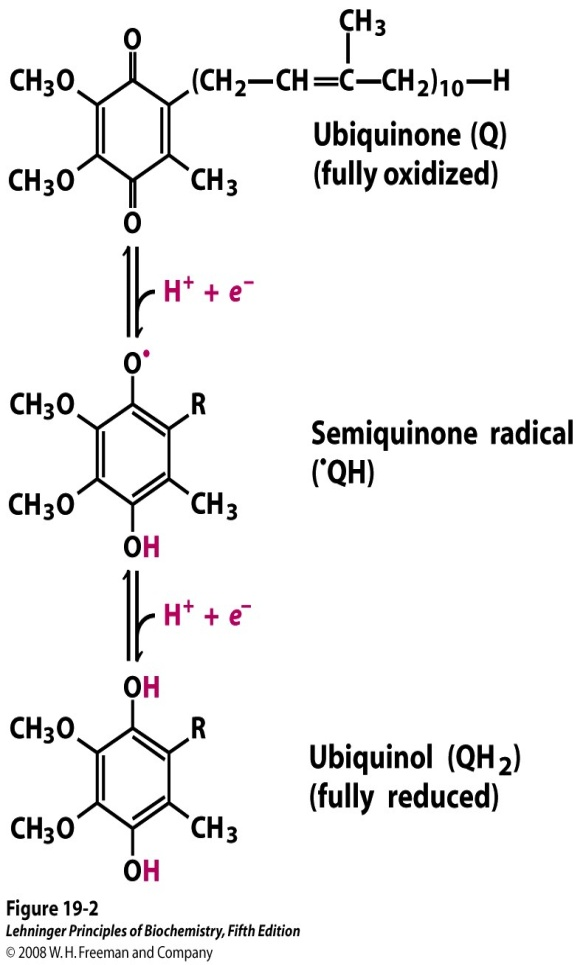 CH₃
O
CH₃O (CH₂—CH=C—CH₂)₁₀—H
Ubiquinone (Q)
CH₃O CH₃ (fully oxidized)
O
H⁺ + e⁻
O•
CH₃O R
Semiquinone radical
(•QH)
CH₃O CH₃
OH
H⁺ + e⁻
OH
CH₃O R
Ubiquinol (QH₂)
(fully reduced)
CH₃O CH₃
OH
Figure 19-2
Lehninger Principles of Biochemistry, Fifth Edition
© 2008 W. H. Freeman and Company